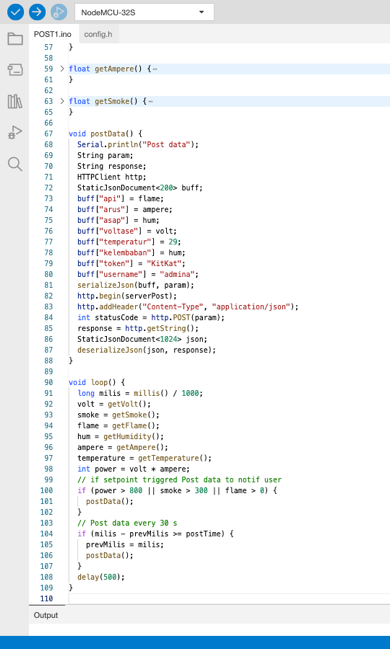 NodeMCU-32S
POST1.ino config.h
57 }
58
59 > float getAmpere() {…
61 }
62
63 > float getSmoke() {…
65 }
66
67 void postData() {
68 Serial.println("Post data");
69 String param;
70 String response;
71 HTTPClient http;
72 StaticJsonDocument<200> buff;
73 buff["api"] = flame;
74 buff["arus"] = ampere;
75 buff["asap"] = hum;
76 buff["voltase"] = volt;
77 buff["temperatur"] = 29;
78 buff["kelembaban"] = hum;
79 buff["token"] = "KitKat";
80 buff["username"] = "admina";
81 serializeJson(buff, param);
82 http.begin(serverPost);
83 http.addHeader("Content-Type", "application/json");
84 int statusCode = http.POST(param);
85 response = http.getString();
86 StaticJsonDocument<1024> json;
87 deserializeJson(json, response);
88 }
89
90 void loop() {
91 long milis = millis() / 1000;
92 volt = getVolt();
93 smoke = getSmoke();
94 flame = getFlame();
95 hum = getHumidity();
96 ampere = getAmpere();
97 temperature = getTemperature();
98 int power = volt * ampere;
99 // if setpoint triggred Post data to notif user
100 if (power > 800 || smoke > 300 || flame > 0) {
101 postData();
102 }
103 // Post data every 30 s
104 if (milis - prevMilis >= postTime) {
105 prevMilis = milis;
106 postData();
107 }
108 delay(500);
109 }
110
Output